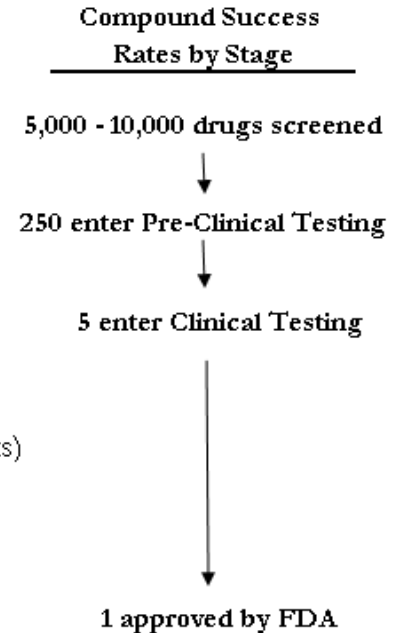 Compound Success
Rates by Stage
5,000 - 10,000 drugs screened
250 enter Pre-Clinical Testing
5 enter Clinical Testing
1 approved by FDA